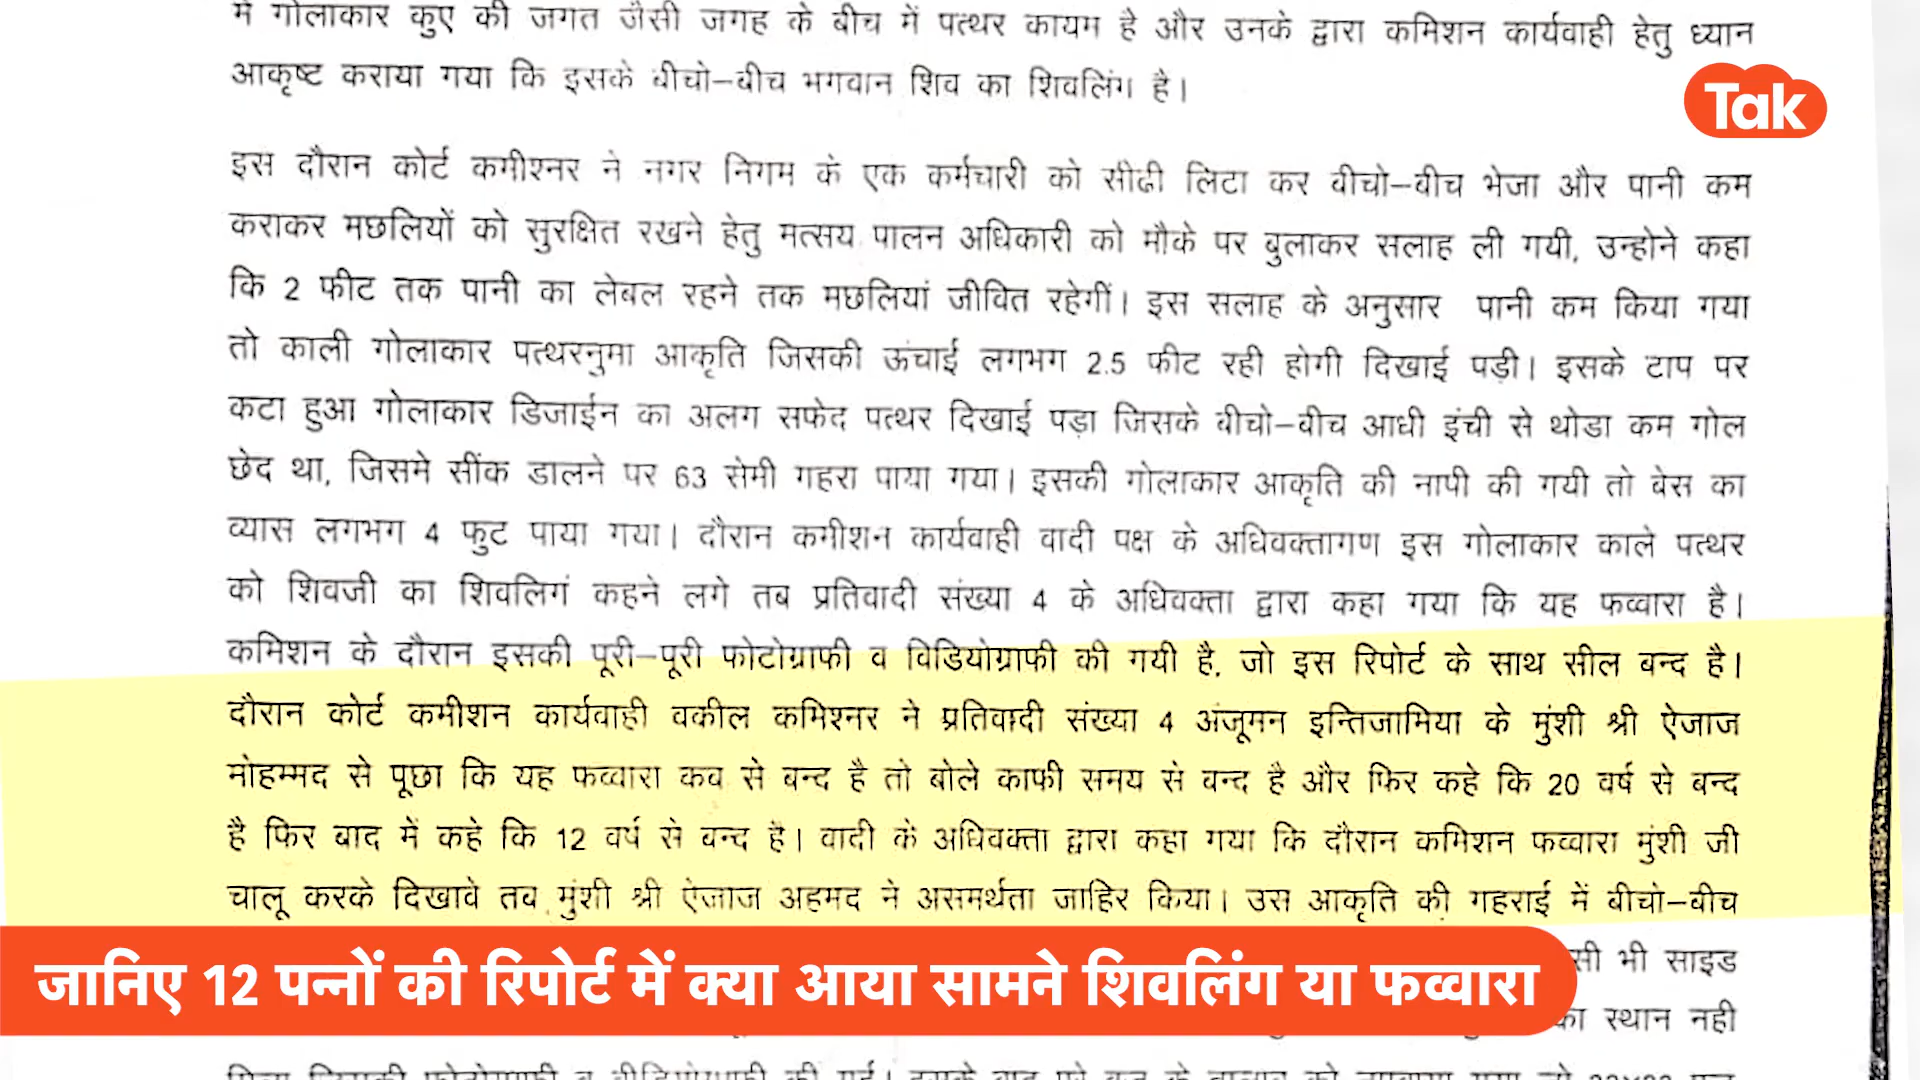 में गोलाकार कुए की जगत जैसी जगह के बीच में पत्थर कायम है और उनके द्वारा कमिशन कार्यवाही हेतु ध्यान
आकृष्ट कराया गया कि इसके बीचो-बीच भगवान शिव का शिवलिंग है।
Tak
इस दौरान कोर्ट कमीश्नर ने नगर निगम के एक कर्मचारी को सीढी लिटा कर बीचो-बीच भेजा और पानी कम
कराकर मछलियों को सुरक्षित रखने हेतु मत्सय पालन अधिकारी को मौके पर बुलाकर सलाह ली गयी, उन्होने कहा
कि 2 फीट तक पानी का लेबल रहने तक मछलियां जीवित रहेगीं। इस सलाह के अनुसार पानी कम किया गया
तो काली गोलाकार पत्थरनुमा आकृति जिसकी ऊंचाई लगभग 2.5 फीट रही होगी दिखाई पड़ी। इसके टाप पर
कटा हुआ गोलाकार डिजाईन का अलग सफेद पत्थर दिखाई पड़ा जिसके बीचो-बीच आधी इंची से थोडा कम गोल
छेद था, जिसमे सींक डालने पर 63 सेमी गहरा पाया गया। इसकी गोलाकार आकृति की नापी की गयी तो बेस का
व्यास लगभग 4 फुट पाया गया। दौरान कमीशन कार्यवाही वादी पक्ष के अधिवक्तागण इस गोलाकार काले पत्थर
को शिवजी का शिवलिगं कहने लगे तब प्रतिवादी संख्या 4 के अधिवक्ता द्वारा कहा गया कि यह फव्वारा है।
कमिशन के दौरान इसकी पूरी-पूरी फोटोग्राफी व विडियोग्राफी की गयी है, जो इस रिपोर्ट के साथ सील बन्द है।
दौरान कोर्ट कमीशन कार्यवाही वकील कमिश्नर ने प्रतिवादी संख्या 4 अंजूमन इन्तिजामिया के मुंशी श्री ऐजाज
मोहम्मद से पूछा कि यह फव्वारा कब से बन्द है तो बोले काफी समय से बन्द है और फिर कहे कि 20 वर्ष से बन्द
है फिर बाद में कहे कि 12 वर्ष से बन्द है। वादी के अधिवक्ता द्वारा कहा गया कि दौरान कमिशन फव्वारा मुंशी जी
चालू करके दिखावे तब मुंशी श्री ऐजाज अहमद ने असमर्थता जाहिर किया। उस आकृति की गहराई में बीचो-बीच
सी भी साइड
जानिए 12 पन्नों की रिपोर्ट में क्या आया सामने शिवलिंग या फव्वारा
का स्थान नही